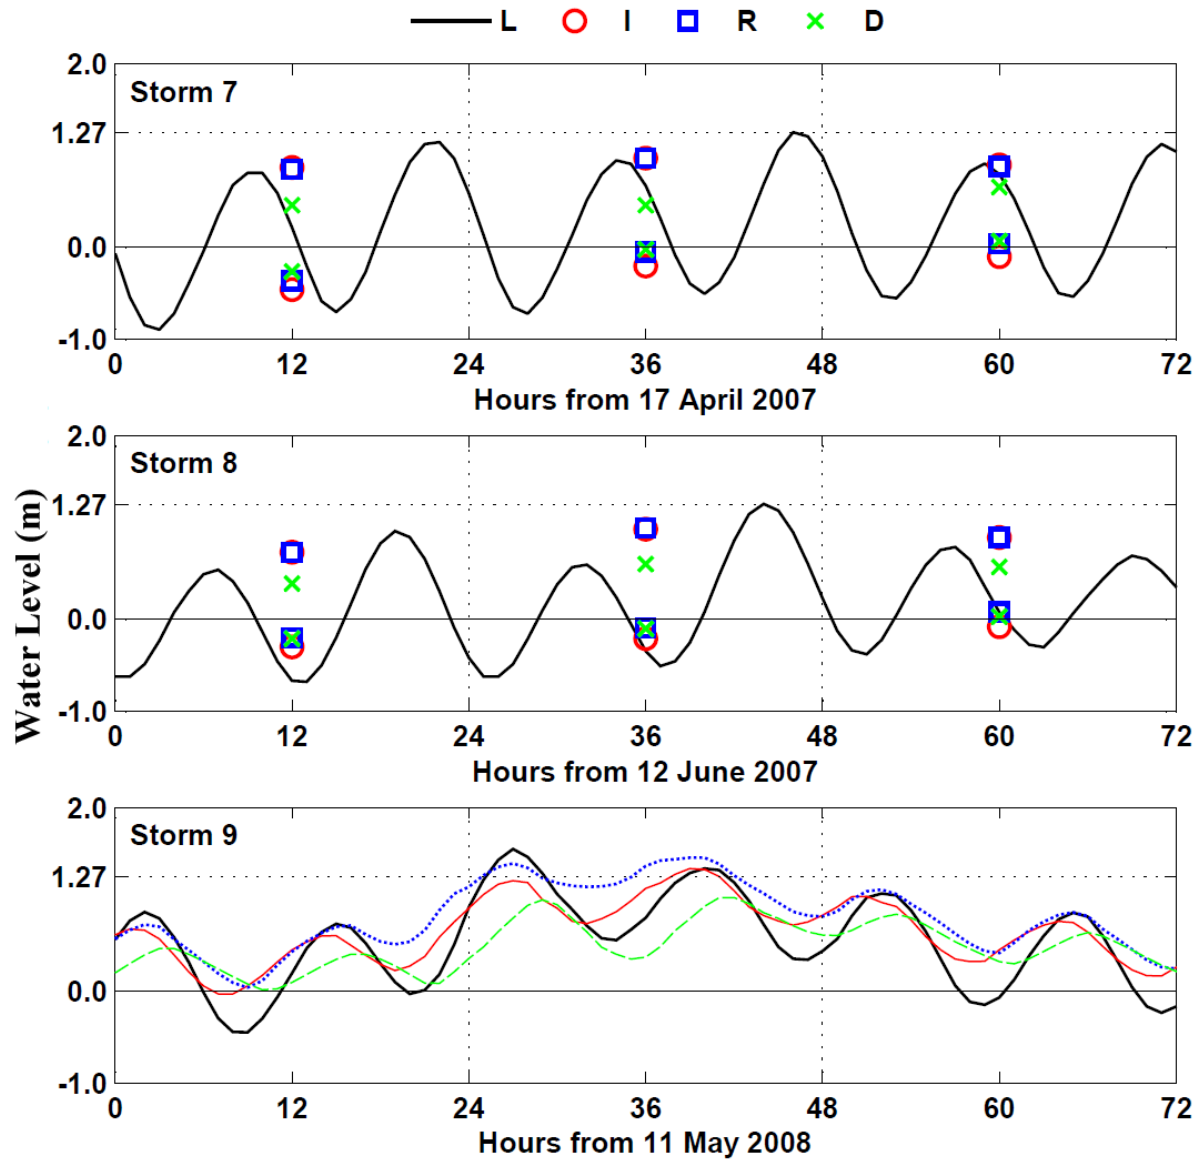 L I R D
Storm 7
2.0
1.27
0.0
-1.0
0 12 24 36 48 60 72
Hours from 17 April 2007
Water Level (m)
Storm 8
2.0
1.27
0.0
-1.0
0 12 24 36 48 60 72
Hours from 12 June 2007
Storm 9
2.0
1.27
0.0
-1.0
0 12 24 36 48 60 72
Hours from 11 May 2008